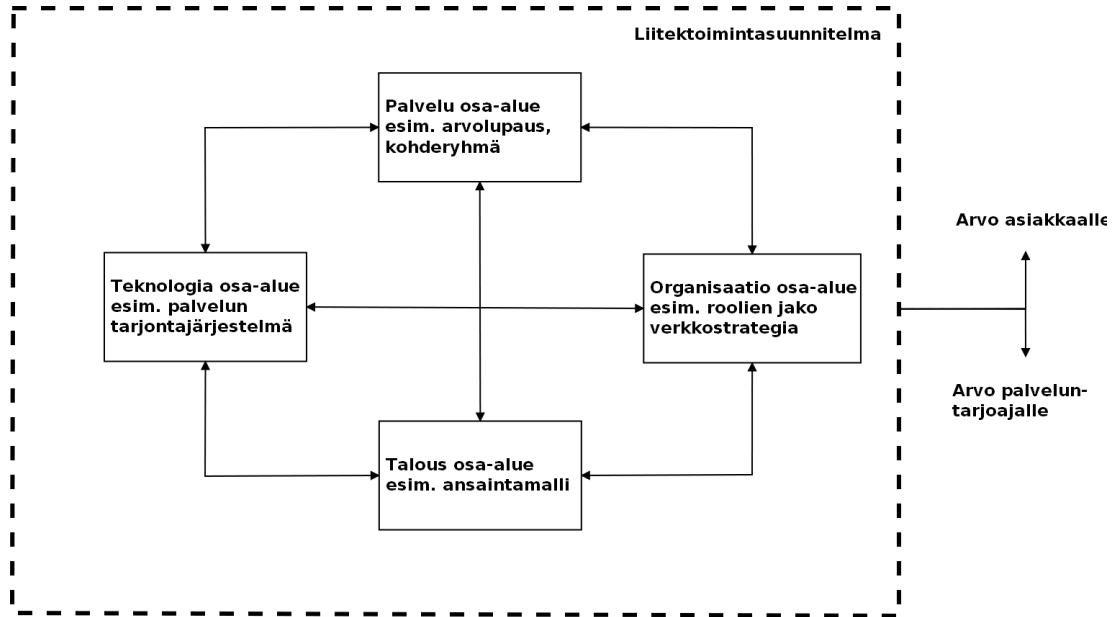 Liitektoimintasuunnitelma
Palvelu osa-alue
esim. arvolupaus,
kohderyhmä
Arvo asiakkaalle
Teknologia osa-alue
esim. palvelun
tarjontajärjestelmä
Organisaatio osa-alue
esim. roolien jako
verkkostrategia
Arvo palvelun-
tarjoajalle
Talous osa-alue
esim. ansaintamalli